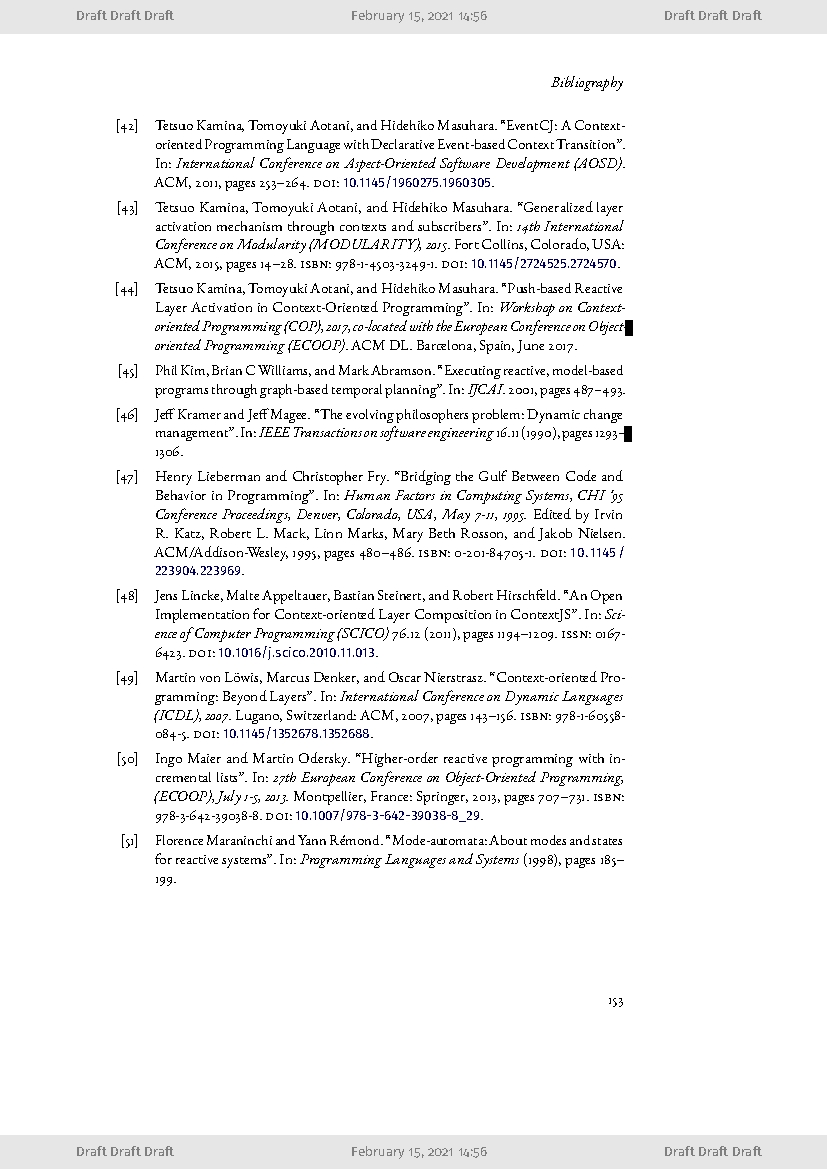 Draft Draft Draft February 15, 2021 14:56 Draft Draft Draft
Bibliography
[42] Tetsuo Kamina, Tomoyuki Aotani, and Hidehiko Masuhara. “EventCJ: A Context-
oriented Programming Language with Declarative Event-based Context Transition”.
In: International Conference on Aspect-Oriented Software Development (AOSD).
ACM, 2011, pages 253–264. DOI: 10.1145/1960275.1960305.
[43] Tetsuo Kamina, Tomoyuki Aotani, and Hidehiko Masuhara. “Generalized layer
activation mechanism through contexts and subscribers”. In: 14th International
Conference on Modularity (MODULARITY), 2015. Fort Collins, Colorado, USA:
ACM, 2015, pages 14–28. ISBN: 978-1-4503-3249-1. DOI: 10.1145/2724525.2724570.
[44] Tetsuo Kamina, Tomoyuki Aotani, and Hidehiko Masuhara. “Push-based Reactive
Layer Activation in Context-Oriented Programming”. In: Workshop on Context-
oriented Programming (COP), 2017, co-located with the European Conference on Object-
oriented Programming (ECOOP). ACM DL. Barcelona, Spain, June 2017.
[45] Phil Kim, Brian C Williams, and Mark Abramson. “Executing reactive, model-based
programs through graph-based temporal planning”. In: IJCAI. 2001, pages 487–493.
[46] Jeff Kramer and Jeff Magee. “The evolving philosophers problem: Dynamic change
management”. In: IEEE Transactions on software engineering 16.11 (1990), pages 1293–
1306.
[47] Henry Lieberman and Christopher Fry. “Bridging the Gulf Between Code and
Behavior in Programming”. In: Human Factors in Computing Systems, CHI ’95
Conference Proceedings, Denver, Colorado, USA, May 7-11, 1995. Edited by Irvin
R. Katz, Robert L. Mack, Linn Marks, Mary Beth Rosson, and Jakob Nielsen.
ACM/Addison-Wesley, 1995, pages 480–486. ISBN: 0-201-84705-1. DOI: 10.1145/
223904.223969.
[48] Jens Lincke, Malte Appeltauer, Bastian Steinert, and Robert Hirschfeld. “An Open
Implementation for Context-oriented Layer Composition in ContextJS”. In: Sci-
ence of Computer Programming (SCICO) 76.12 (2011), pages 1194–1209. ISSN: 0167-
6423. DOI: 10.1016/j.scico.2010.11.013.
[49] Martin von Löwis, Marcus Denker, and Oscar Nierstrasz. “Context-oriented Pro-
gramming: Beyond Layers”. In: International Conference on Dynamic Languages
(ICDL), 2007. Lugano, Switzerland: ACM, 2007, pages 143–156. ISBN: 978-1-60558-
084-5. DOI: 10.1145/1352678.1352688.
[50] Ingo Maier and Martin Odersky. “Higher-order reactive programming with in-
cremental lists”. In: 27th European Conference on Object-Oriented Programming,
(ECOOP), July 1-5, 2013. Montpellier, France: Springer, 2013, pages 707–731. ISBN:
978-3-642-39038-8. DOI: 10.1007/978-3-642-39038-8_29.
[51] Florence Maraninchi and Yann Rémond. “Mode-automata: About modes and states
for reactive systems”. In: Programming Languages and Systems (1998), pages 185–
199.
153
Draft Draft Draft February 15, 2021 14:56 Draft Draft Draft